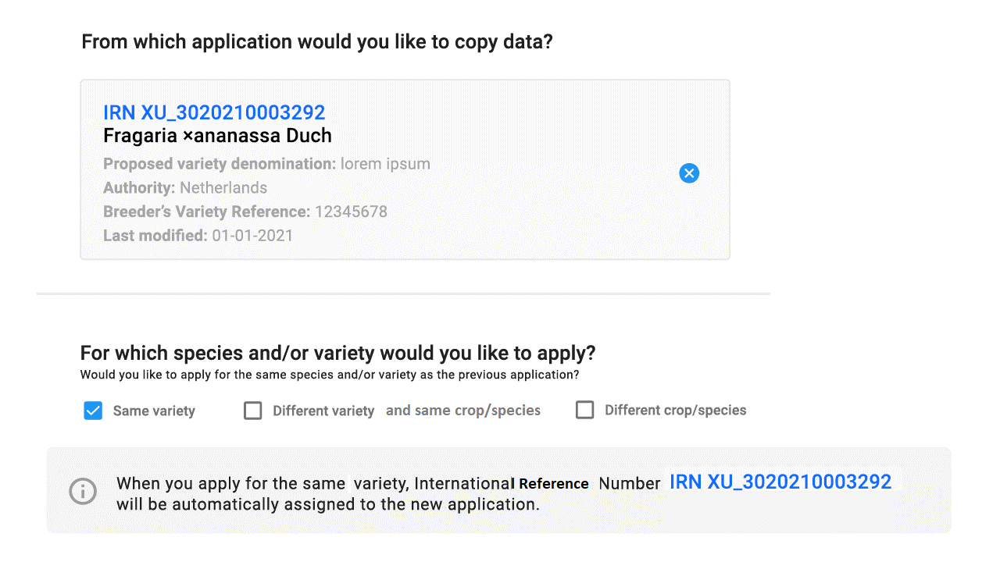 From which application would you like to copy data?
IRN XU_3020210003292
Fragaria ×ananassa Duch
Proposed variety denomination: lorem ipsum
Authority: Netherlands
Breeder’s Variety Reference: 12345678
Last modified: 01-01-2021
For which species and/or variety would you like to apply?
Would you like to apply for the same species and/or variety as the previous application?
Same variety Different variety and same crop/species Different crop/species
When you apply for the same variety, International Reference Number IRN XU_3020210003292
will be automatically assigned to the new application.